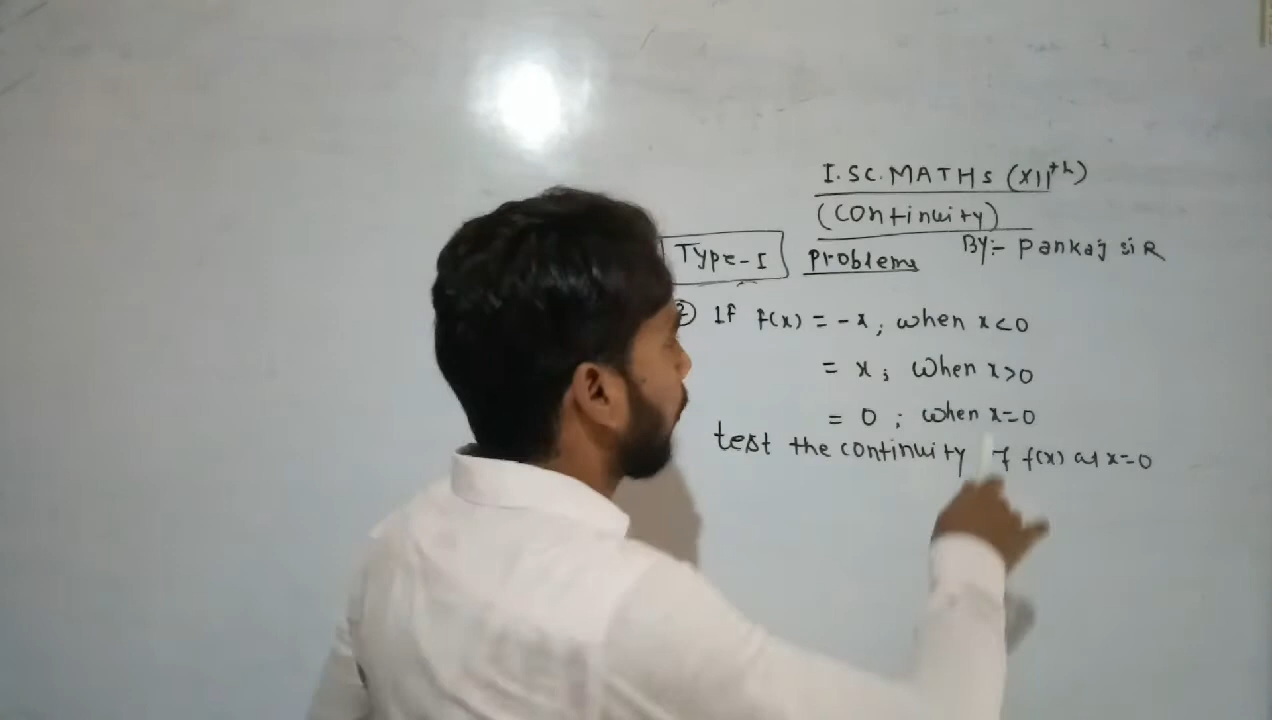 I.SC.MATHS (XIIth)
(Continuity)
Type-I Problems By:- Pankaj siR
② If f(x) = -x ; when x<0
= x ; when x>0
= 0 ; when x=0
test the continuity of f(x) at x=0